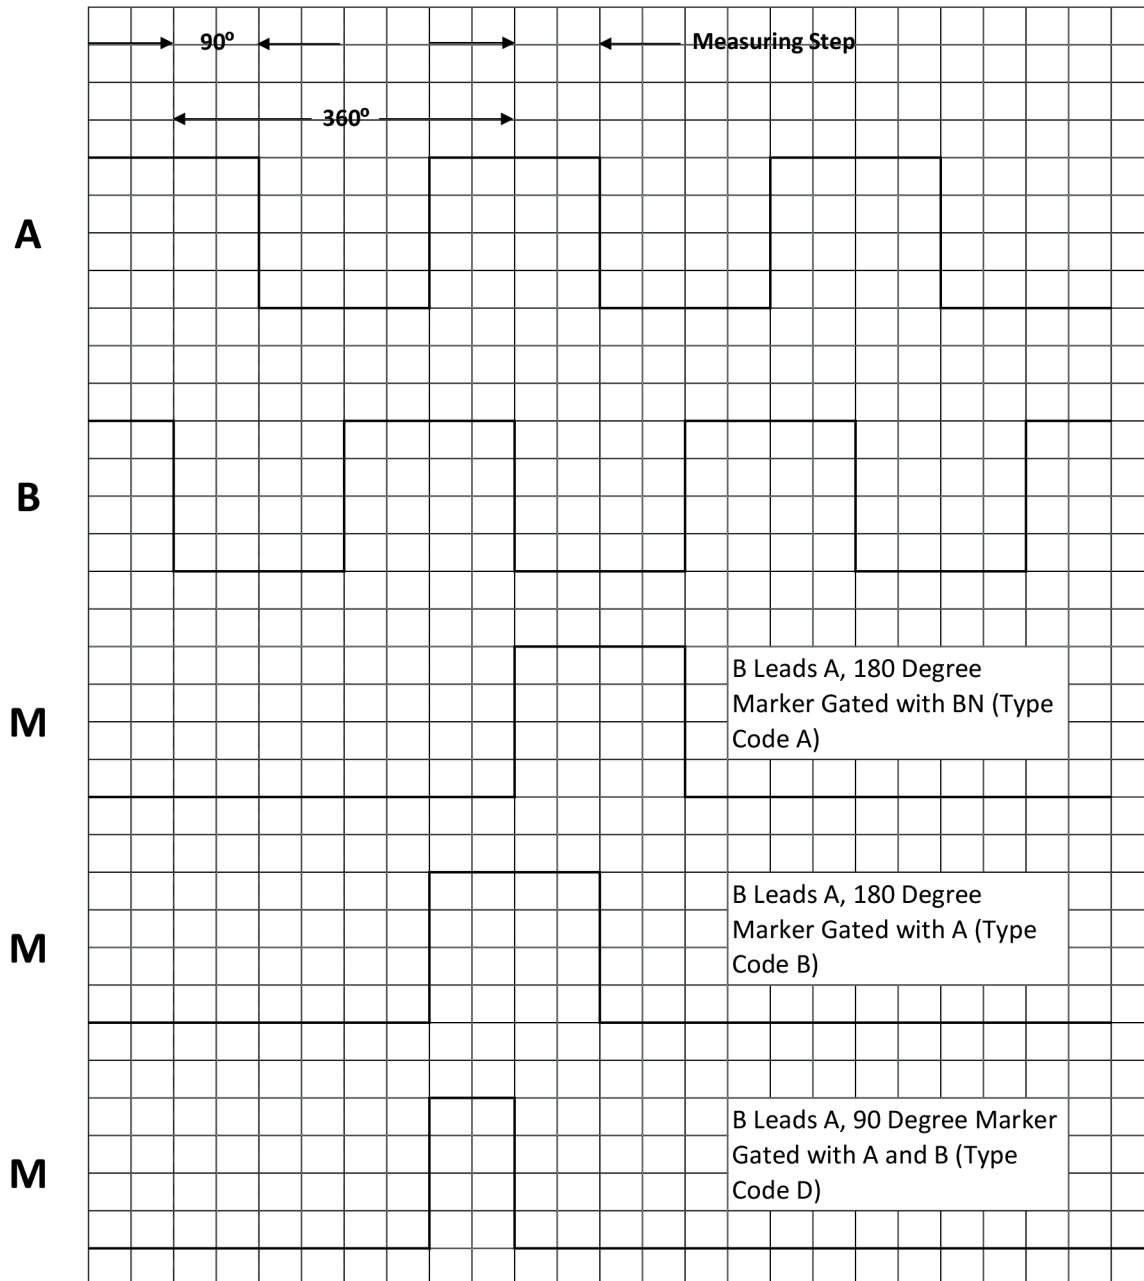 90º
Measuring Step
360º
A
B
M
B Leads A, 180 Degree
Marker Gated with BN (Type
Code A)
M
B Leads A, 180 Degree
Marker Gated with A (Type
Code B)
M
B Leads A, 90 Degree Marker
Gated with A and B (Type
Code D)